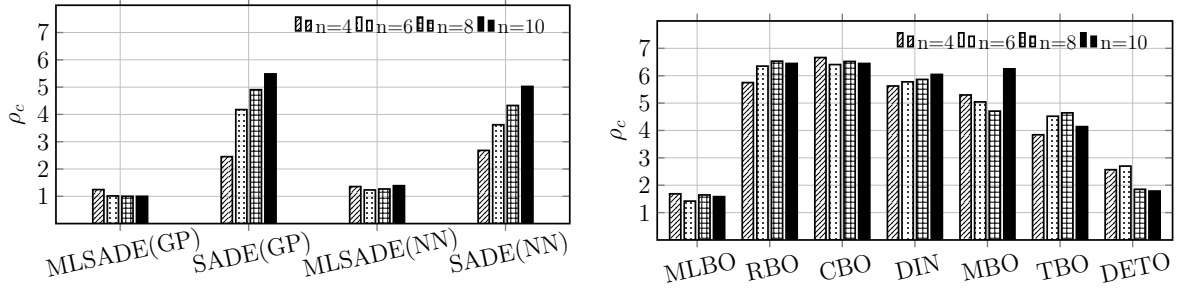 n=4 n=6 n=8 n=10
7
6
5
4
3
2
1
ρc
MLSADE(GP) SADE(GP) MLSADE(NN) SADE(NN)
n=4 n=6 n=8 n=10
7
6
5
4
3
2
1
ρc
MLBO RBO CBO DIN MBO TBO DETO